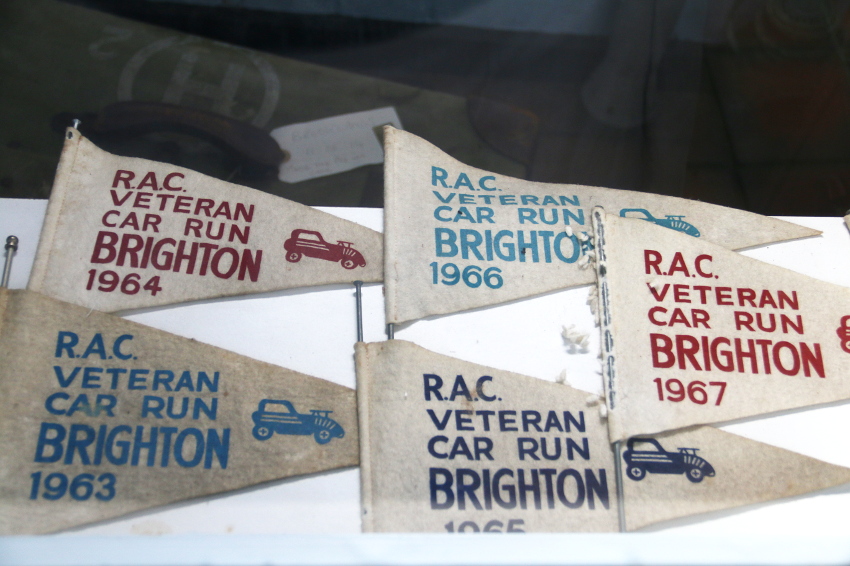 H
R.A.C.
VETERAN
CAR RUN
BRIGHTON
1964
R.A.C.
VETERAN
CAR RUN
BRIGHTO
1966
R.A.C.
VETERAN
CAR RUN
BRIGHTON
1967
R.A.C.
VETERAN
CAR RUN
BRIGHTON
1963
R.A.C.
VETERAN
CAR RUN
BRIGHTON
1965